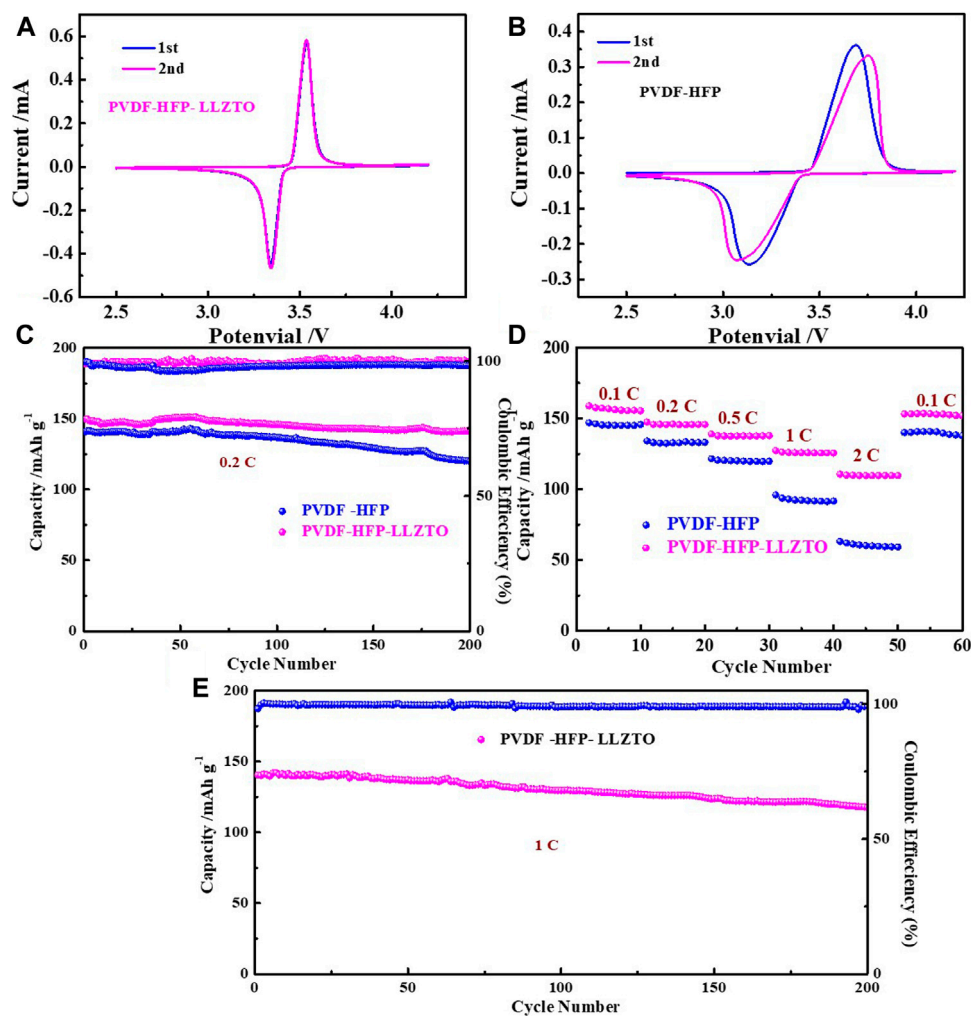 A
0.6
0.4
0.2
0.0
-0.2
-0.4
-0.6
Current /mA
1st
2nd
PVDF-HFP- LLZTO
2.5
3.0
3.5
4.0
Potenvial /V
B
0.4
0.3
0.2
0.1
0.0
-0.1
-0.2
-0.3
Current /mA
1st
2nd
PVDF-HFP
2.5
3.0
3.5
4.0
Potenvial /V
C
200
150
100
50
0
Capacity /mAh g-1
0.2 C
PVDF -HFP
PVDF-HFP-LLZTO
100
50
0
Coulombic Effieciency (%)
0
50
100
150
200
Cycle Number
D
200
150
100
50
0
Capacity /mAh g-1
0.1 C
0.2 C
0.5 C
1 C
2 C
0.1 C
PVDF-HFP
PVDF-HFP-LLZTO
0
10
20
30
40
50
60
Cycle Number
E
200
150
100
50
0
Capacity /mAh g-1
PVDF -HFP- LLZTO
1 C
100
50
0
Coulombic Effieciency (%)
0
50
100
150
200
Cycle Number